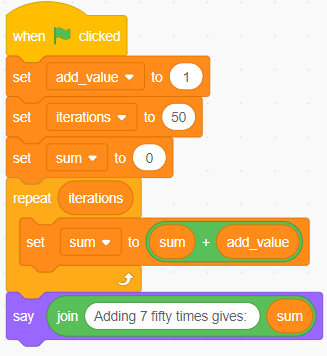 when clicked
set add_value to 1
set iterations to 50
set sum to 0
repeat iterations
set sum to sum + add_value
say join Adding 7 fifty times gives: sum